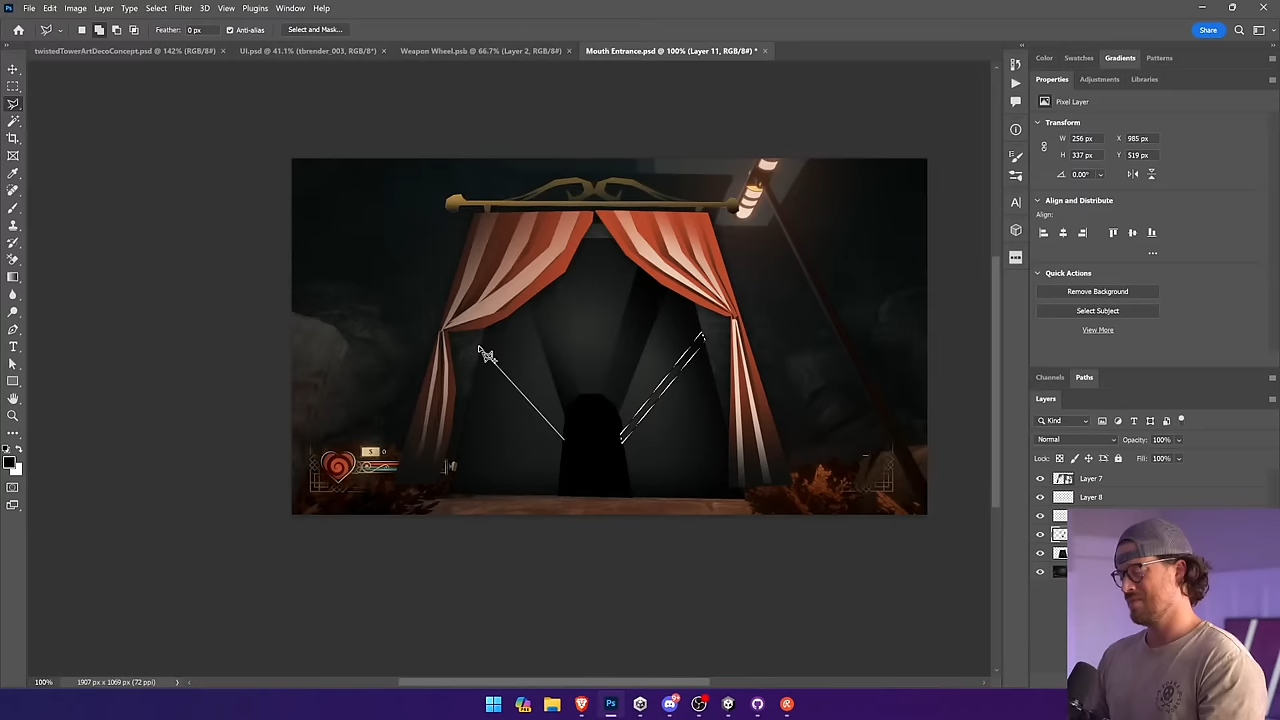 File Edit Image Layer Type Select Filter 3D View Plugins Window Help
Feather: 0 px Anti-alias Select and Mask... Share
twistedTowerArtDecoConcept.psd @ 142% (RGB/8#) × UI.psd @ 41.1% (tbrender_003, RGB/8*) × Weapon Wheel.psb @ 66.7% (Layer 2, RGB/8#) × Mouth Entrance.psd @ 100% (Layer 11, RGB/8#) * ×
Color Swatches Gradients Patterns
Properties Adjustments Libraries
Pixel Layer
Transform
W 256 px X 985 px
H 337 px Y 519 px
0.00°
Align and Distribute
Align:
Quick Actions
Remove Background
Select Subject
View More
Channels Paths
Layers
Kind
Normal Opacity: 100%
Lock: Fill: 100%
Layer 7
Layer 8
5 0
100% 1907 px x 1069 px (72 ppi)